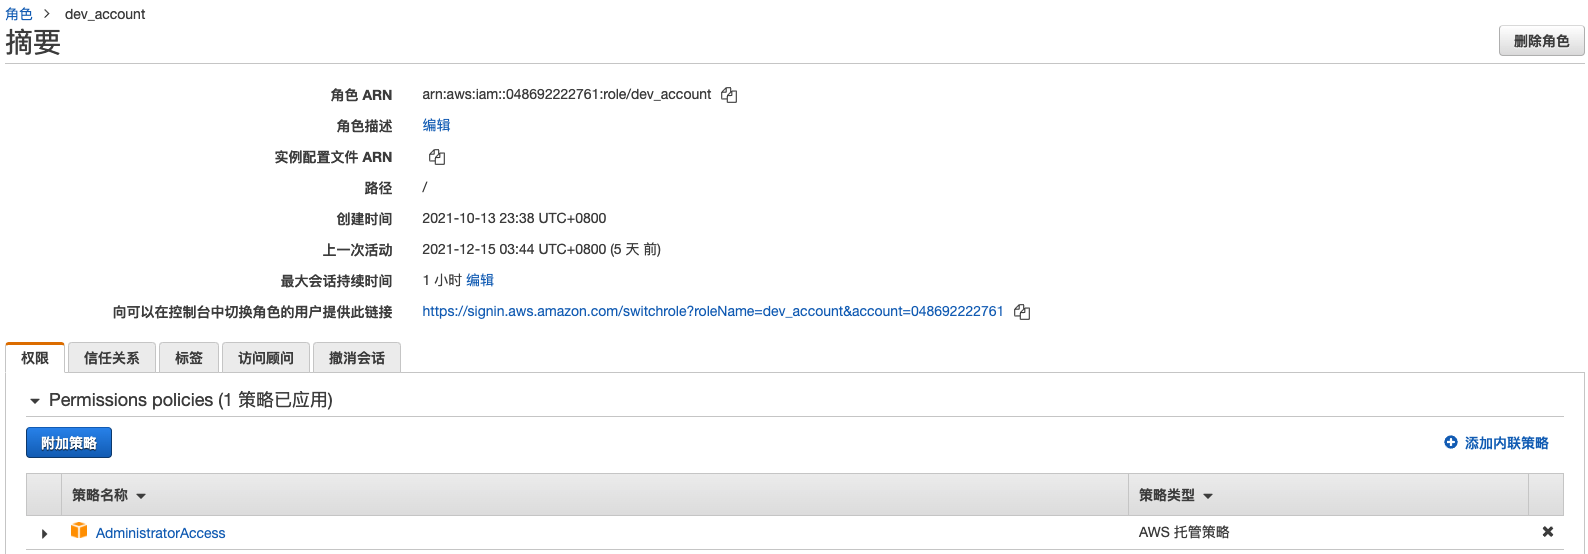 角色 > dev_account
摘要
删除角色
角色 ARN arn:aws:iam::048692222761:role/dev_account
角色描述 编辑
实例配置文件 ARN
路径 /
创建时间 2021-10-13 23:38 UTC+0800
上一次活动 2021-12-15 03:44 UTC+0800 (5 天 前)
最大会话持续时间 1 小时 编辑
向可以在控制台中切换角色的用户提供此链接 https://signin.aws.amazon.com/switchrole?roleName=dev_account&account=048692222761
权限 信任关系 标签 访问顾问 撤消会话
Permissions policies (1 策略已应用)
附加策略 添加内联策略
策略名称 策略类型
AdministratorAccess AWS 托管策略